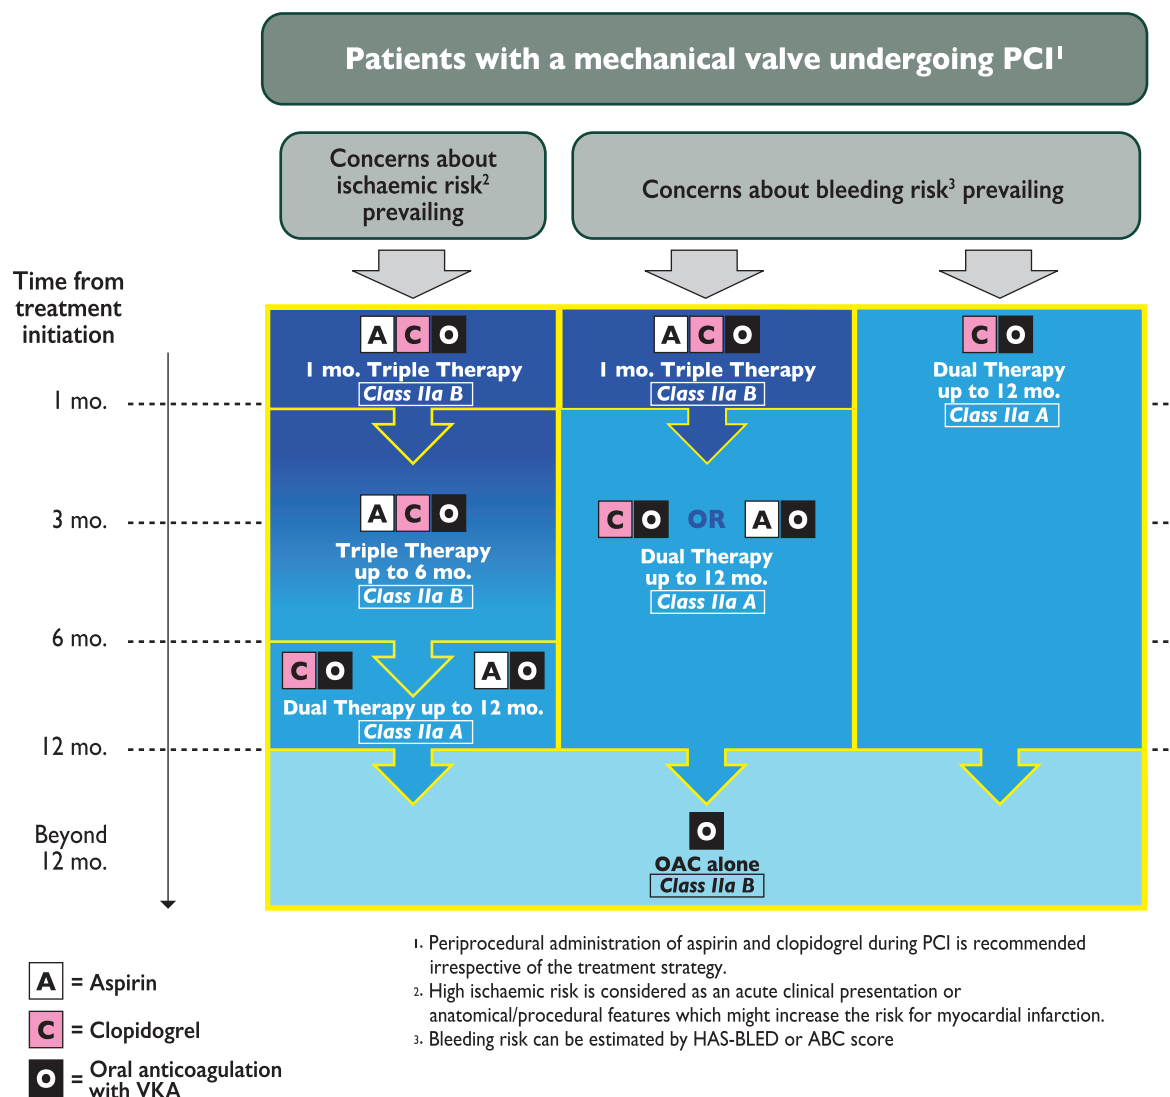 Patients with a mechanical valve undergoing PCI¹
Concerns about
ischaemic risk²
prevailing
Concerns about bleeding risk³ prevailing
Time from
treatment
initiation
A C O
1 mo. Triple Therapy
Class IIa B
A C O
1 mo. Triple Therapy
Class IIa B
C O
Dual Therapy
up to 12 mo.
Class IIa A
1 mo.
A C O
Triple Therapy
up to 6 mo.
Class IIa B
C O OR A O
Dual Therapy
up to 12 mo.
Class IIa A
3 mo.
6 mo.
C O
A O
Dual Therapy up to 12 mo.
Class IIa A
12 mo.
Beyond
12 mo.
O
OAC alone
Class IIa B
A = Aspirin
C = Clopidogrel
O = Oral anticoagulation
with VKA
1. Periprocedural administration of aspirin and clopidogrel during PCI is recommended
irrespective of the treatment strategy.
2. High ischaemic risk is considered as an acute clinical presentation or
anatomical/procedural features which might increase the risk for myocardial infarction.
3. Bleeding risk can be estimated by HAS-BLED or ABC score